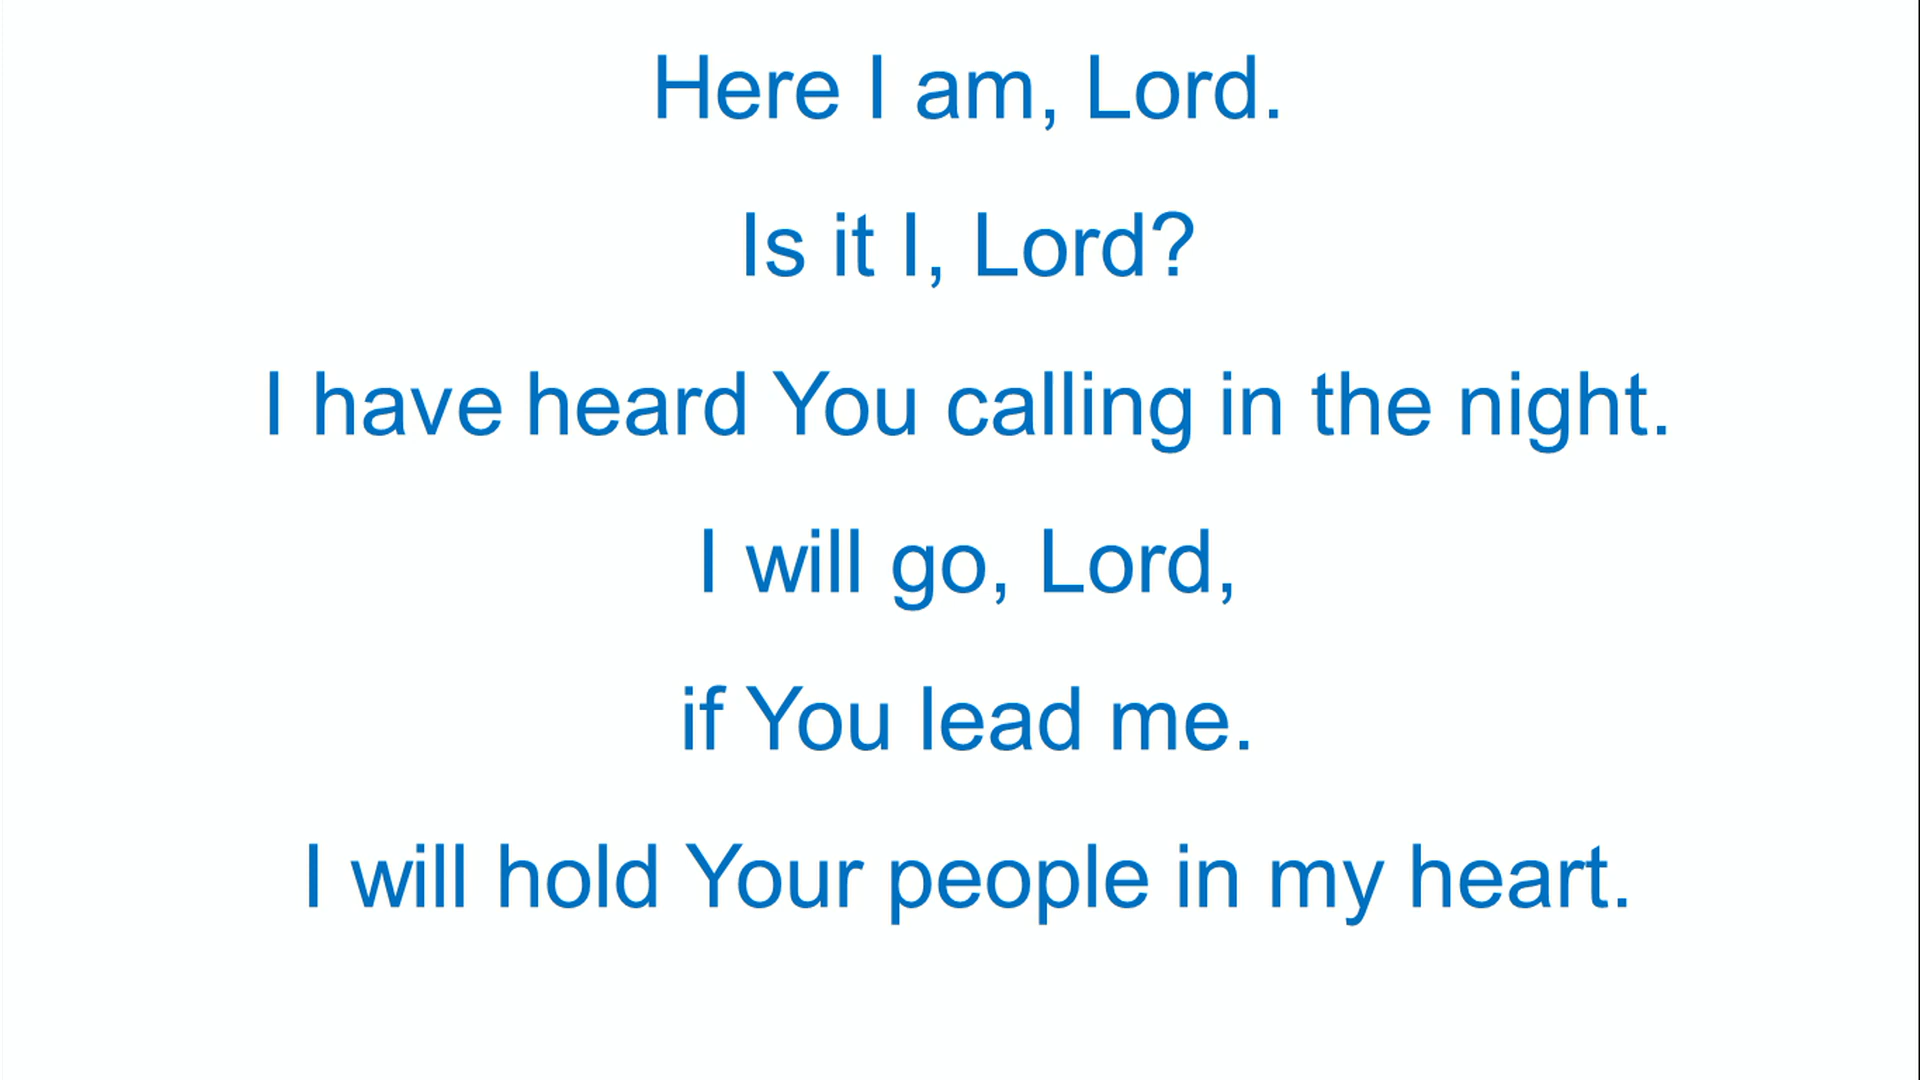 Here I am, Lord.
Is it I, Lord?
I have heard You calling in the night.
I will go, Lord,
if You lead me.
I will hold Your people in my heart.